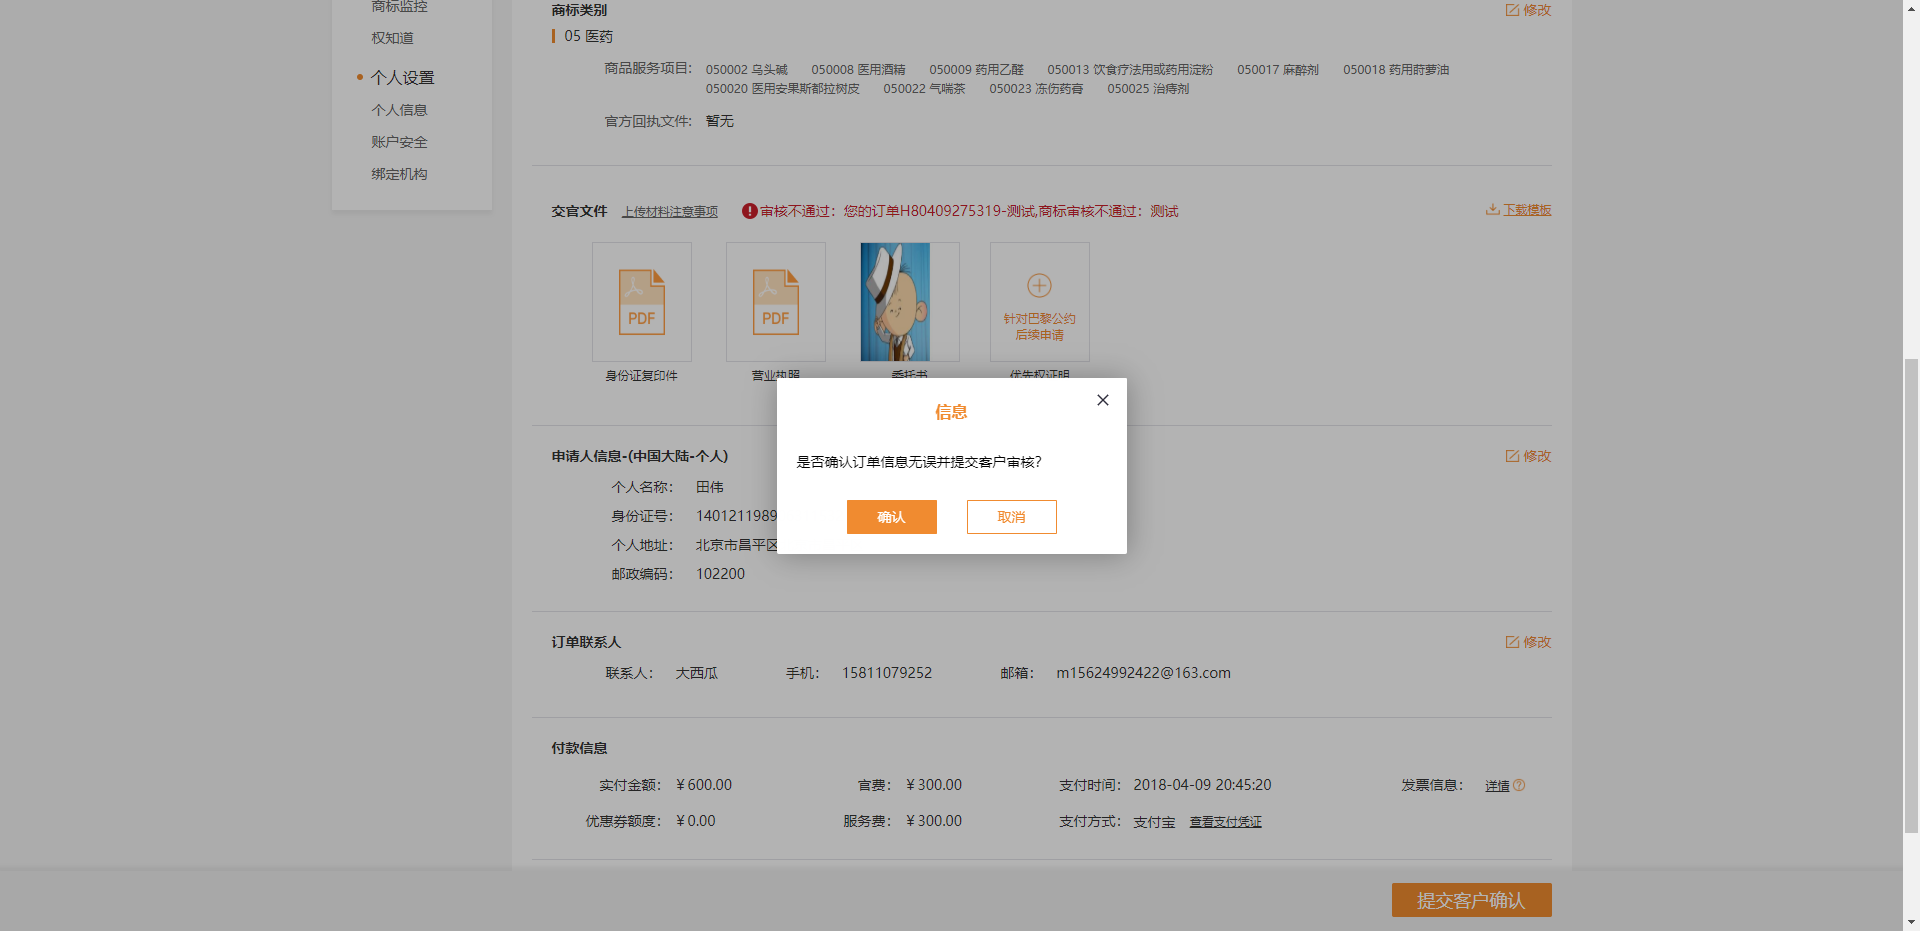 商标监控
权知道
个人设置
个人信息
账户安全
绑定机构
商标类别
修改
05 医药
商品服务项目: 050002 乌头碱 050008 医用酒精 050009 药用乙醛 050013 饮食疗法用或药用淀粉 050017 麻醉剂 050018 药用莳萝油
050020 医用安果斯都拉树皮 050022 气喘茶 050023 冻伤药膏 050025 治痔剂
官方回执文件: 暂无
交官文件 上传材料注意事项 审核不通过：您的订单H80409275319-测试,商标审核不通过：测试 下载模板
PDF PDF
针对巴黎公约
后续申请
身份证复印件 营业执照 委托书 优先权证明
信息
是否确认订单信息无误并提交客户审核?
确认 取消
申请人信息-(中国大陆-个人) 修改
个人名称: 田伟
身份证号: 1401211989
个人地址: 北京市昌平区
邮政编码: 102200
订单联系人 修改
联系人: 大西瓜 手机: 15811079252 邮箱: m15624992422@163.com
付款信息
实付金额: ¥600.00 官费: ¥300.00 支付时间: 2018-04-09 20:45:20 发票信息: 详情
优惠券额度: ¥0.00 服务费: ¥300.00 支付方式: 支付宝 查看支付凭证
提交客户确认